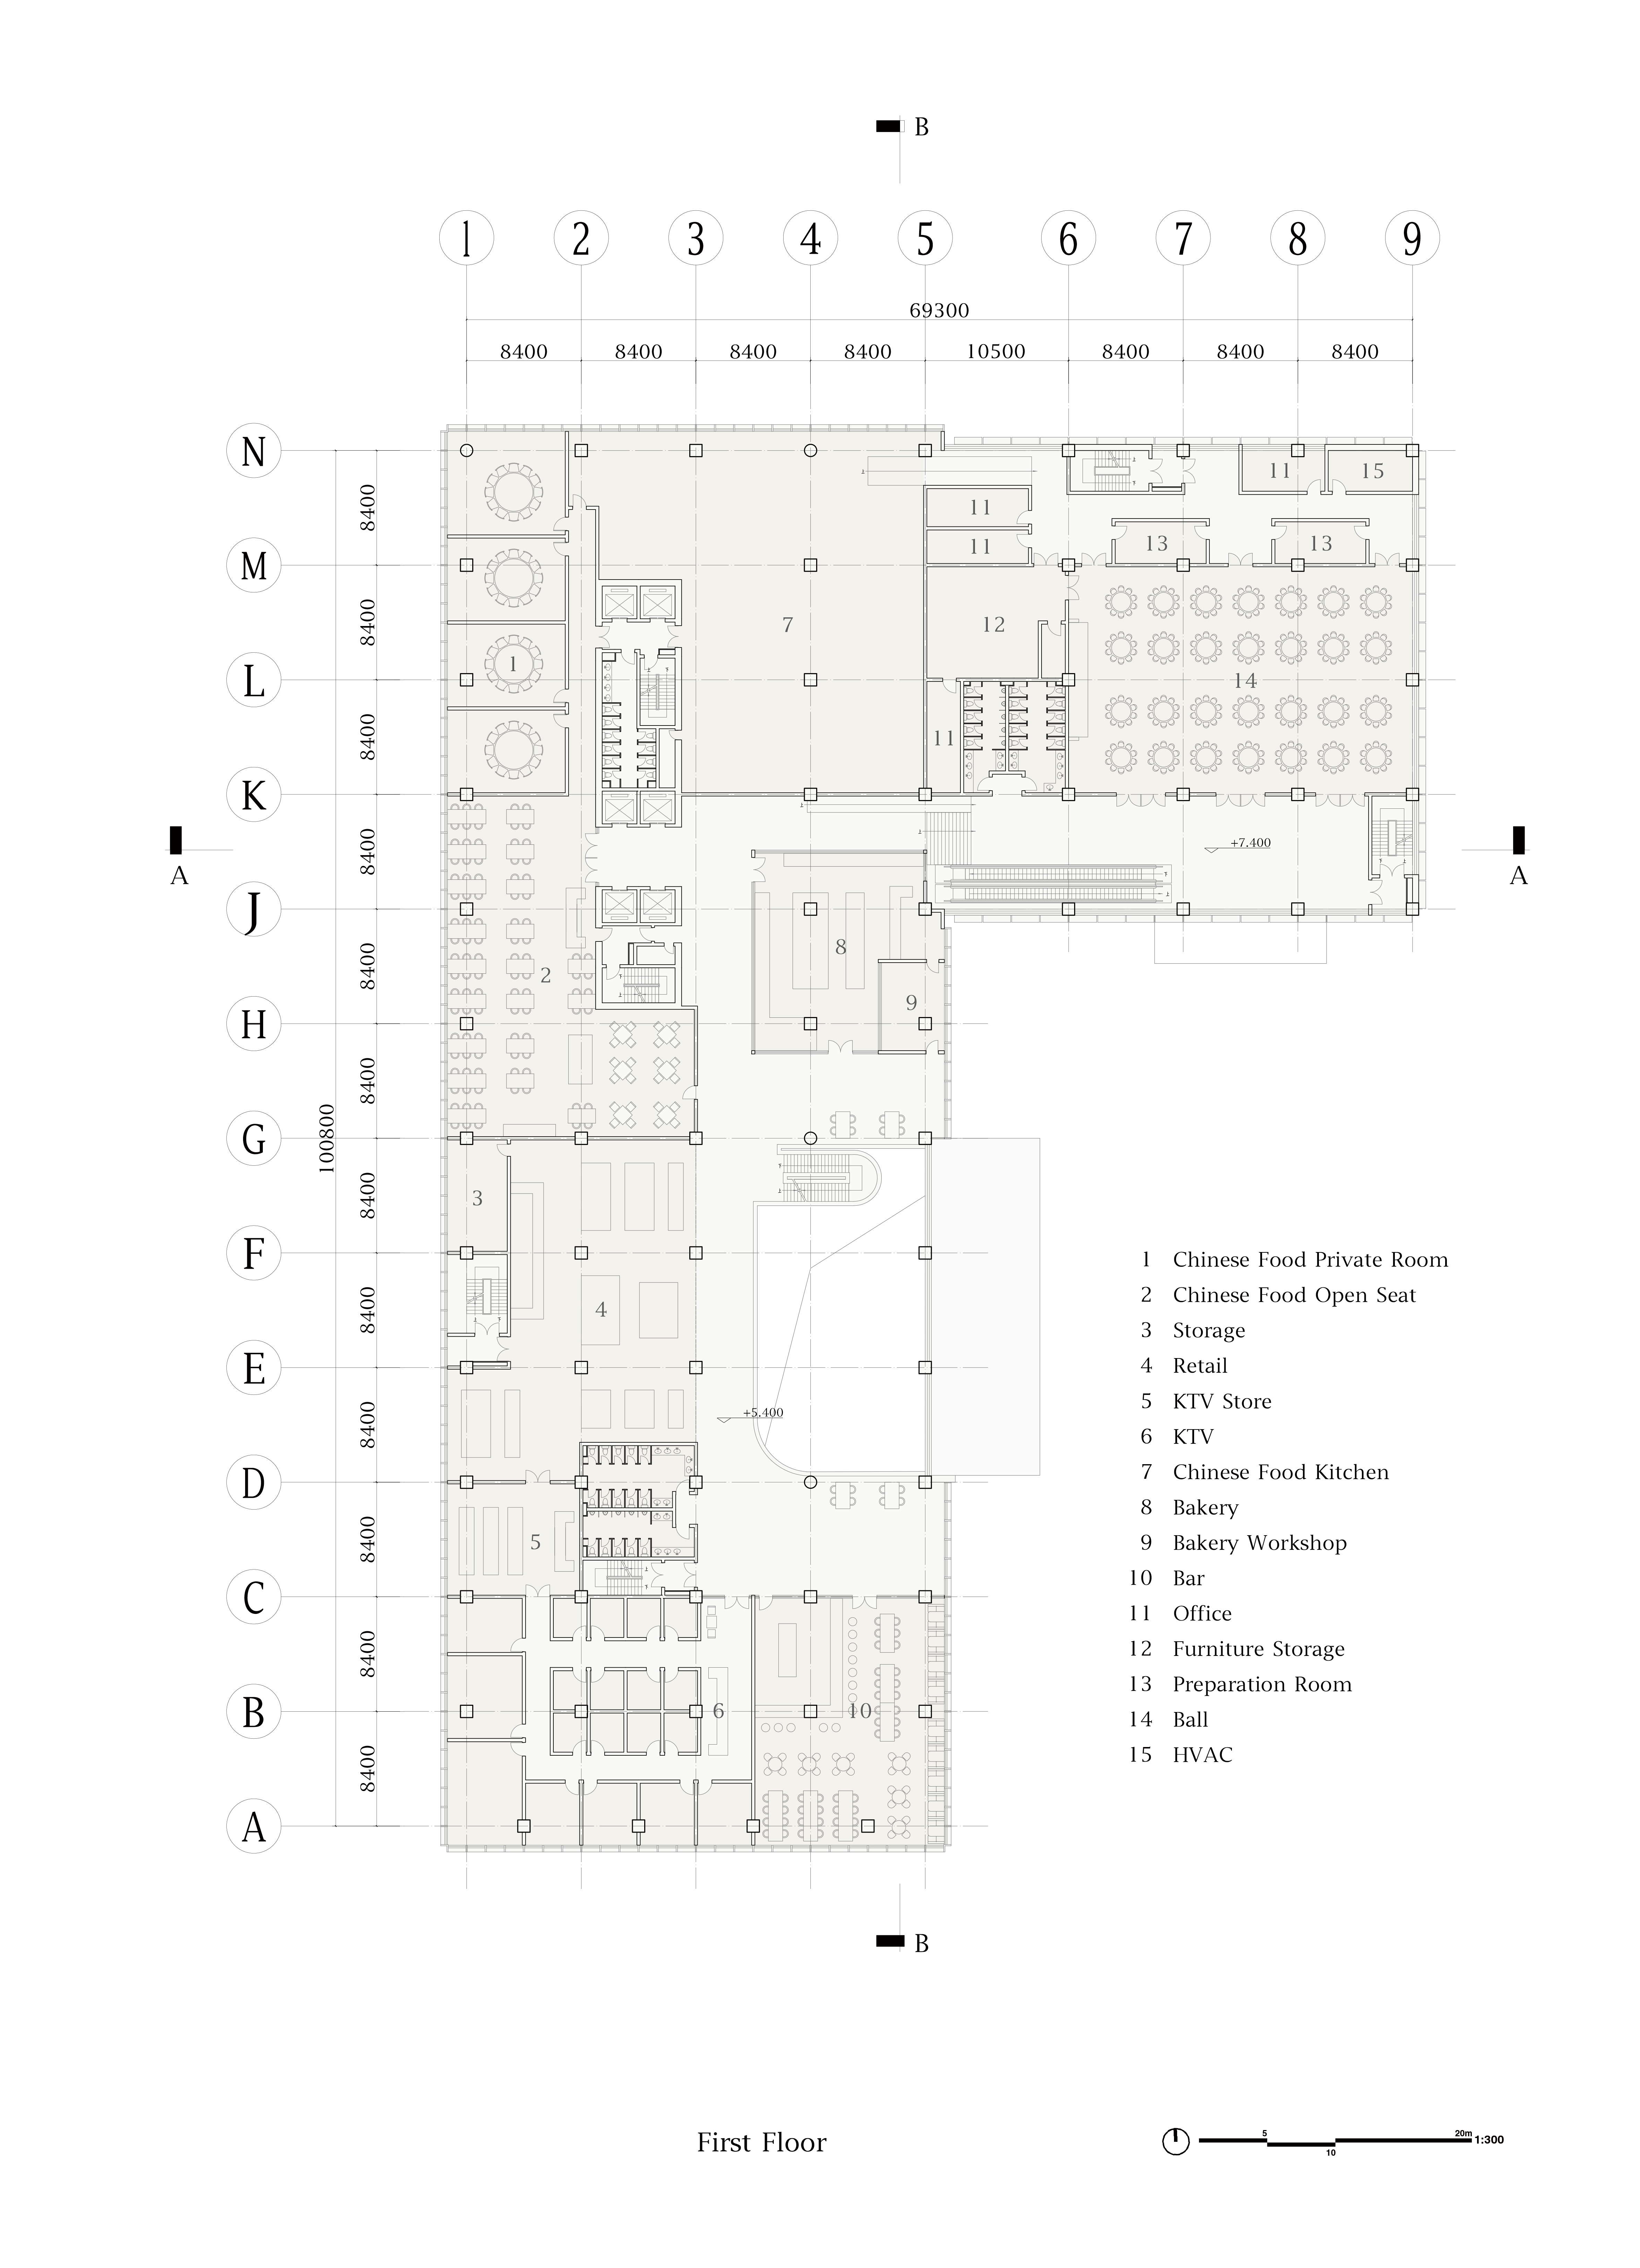 B
1 2 3 4 5 6 7 8 9
69300
8400 8400 8400 8400 10500 8400 8400 8400
N
11 15
8400
11
11 13 13
M
8400
7 12
1
L
14
8400
11
K
8400
+7.400
A A
J
8
8400
2
9
H
8400
100800
G
8400
3
F
1 Chinese Food Private Room
2 Chinese Food Open Seat
8400
4
3 Storage
E
4 Retail
5 KTV Store
8400
+5.400
6 KTV
D
7 Chinese Food Kitchen
8 Bakery
8400
5
9 Bakery Workshop
C
10 Bar
11 Office
8400
12 Furniture Storage
B
6 10
13 Preparation Room
14 Ball
8400
15 HVAC
A
B
First Floor
5 20m
1:300
10